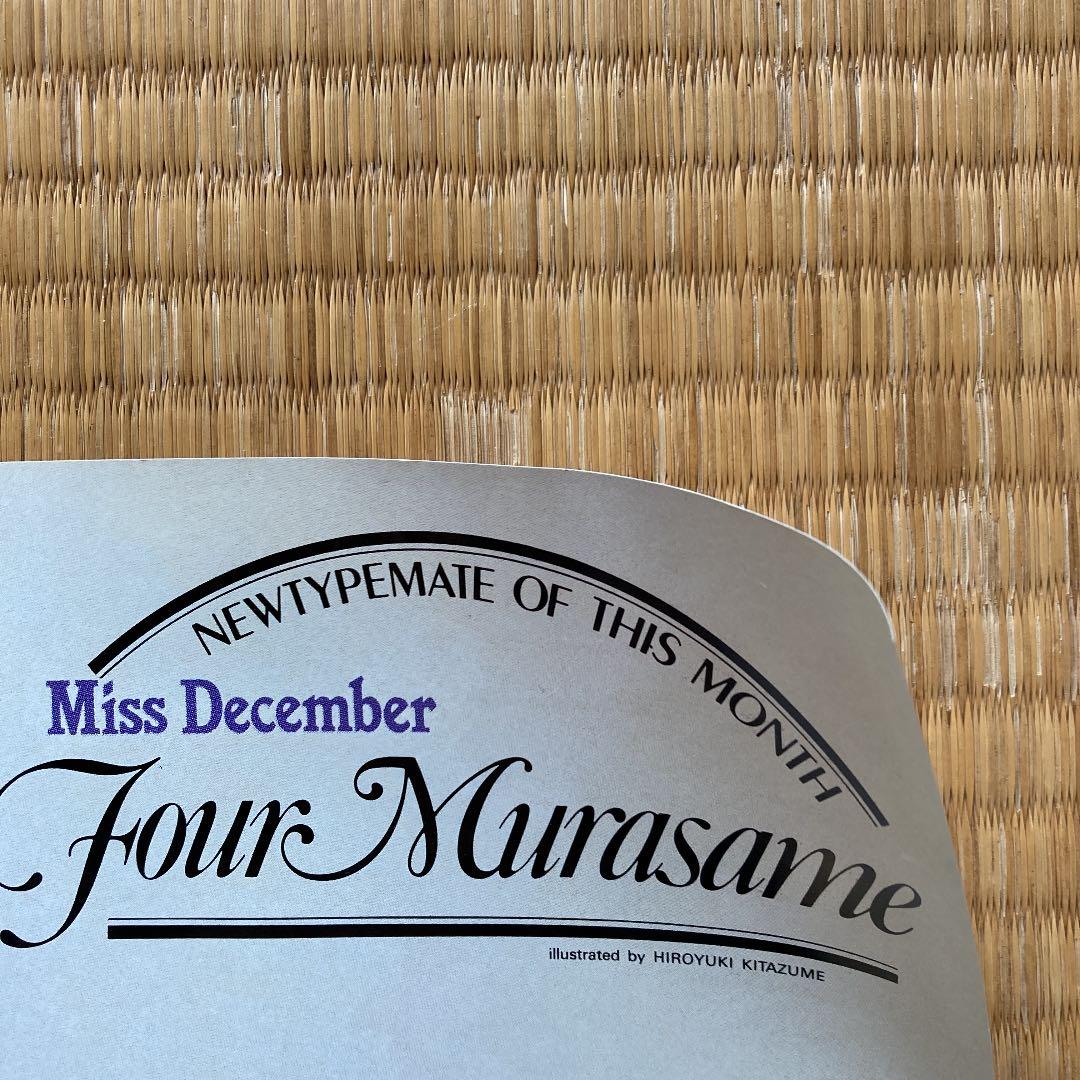 NEWTYPEMATE OF THIS MONTH
Miss December
Four Murasame
illustrated by HIROYUKI KITAZUME